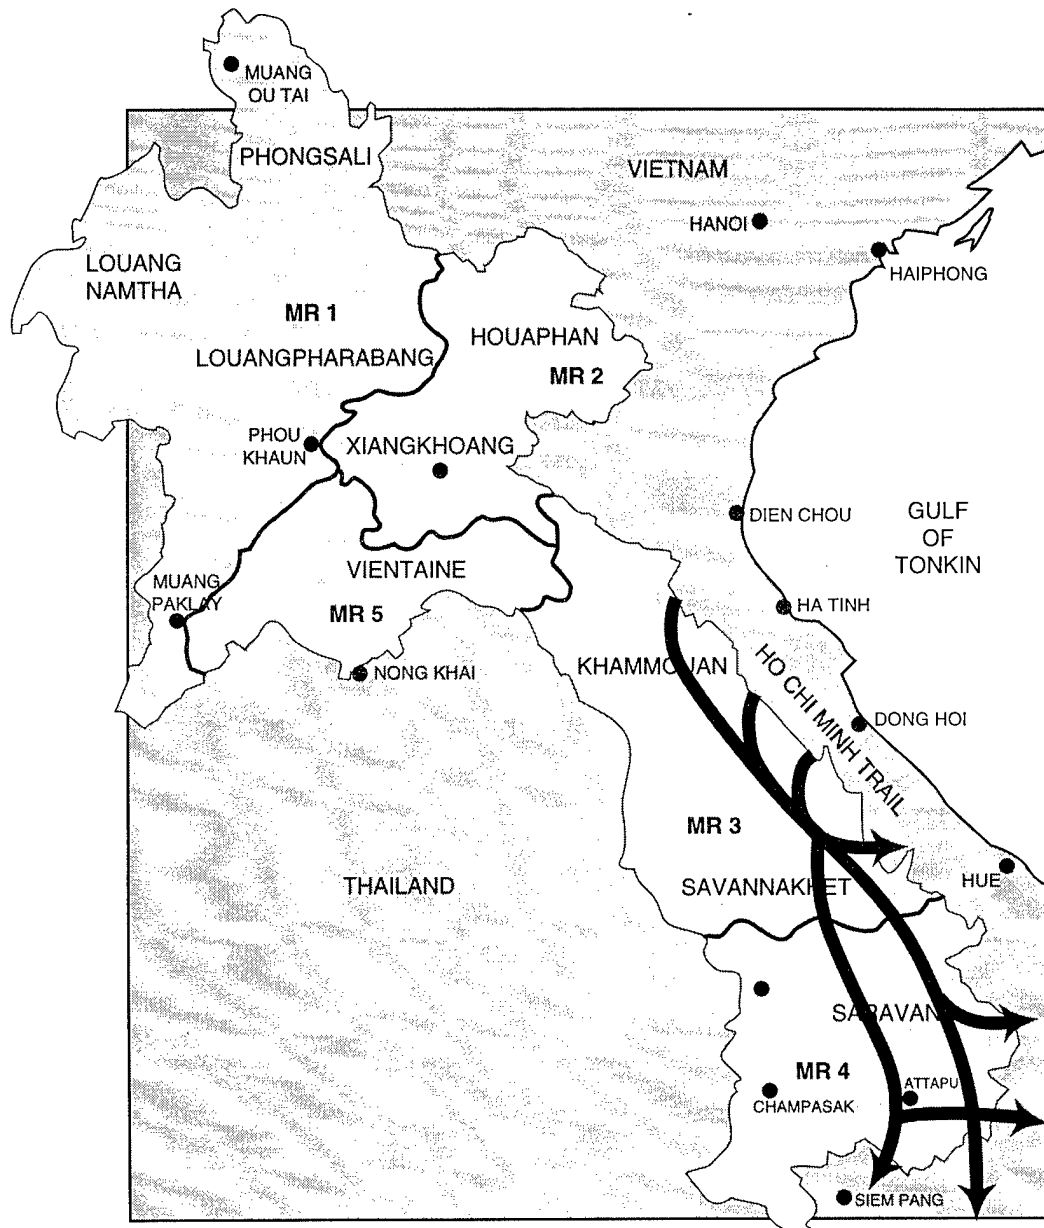 MUANG
OU TAI
PHONGSALI
VIETNAM
HANOI
HAIPHONG
LOUANG
NAMTHA
MR 1
LOUANGPHARABANG
HOUAPHAN
MR 2
PHOU
KHAUN
XIANGKHOANG
DIEN CHOU
GULF
OF
TONKIN
VIENTAINE
MR 5
MUANG
PAKLAY
HA TINH
NONG KHAI
KHAMMOUAN
HO CHI MINH TRAIL
DONG HOI
MR 3
THAILAND
SAVANNAKHET
HUE
SARAVAN
MR 4
ATTAPU
CHAMPASAK
SIEM PANG